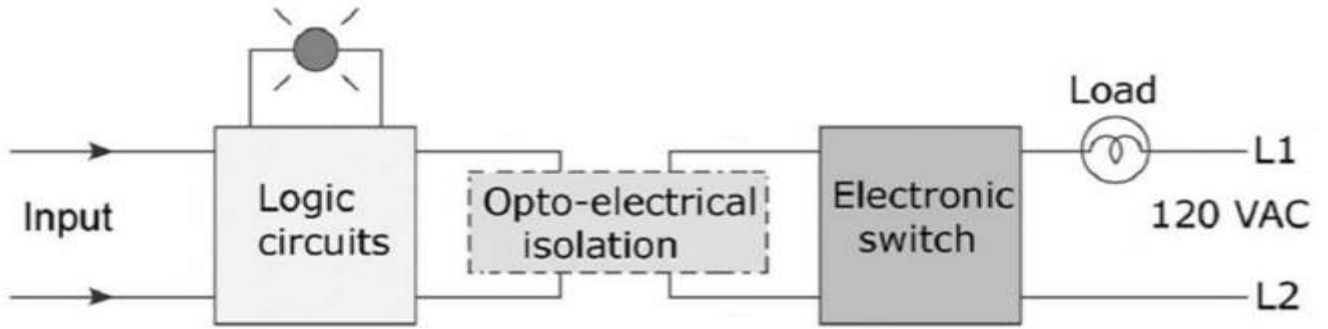 Input
Logic
circuits
Opto-electrical
isolation
Electronic
switch
Load
L1
120 VAC
L2